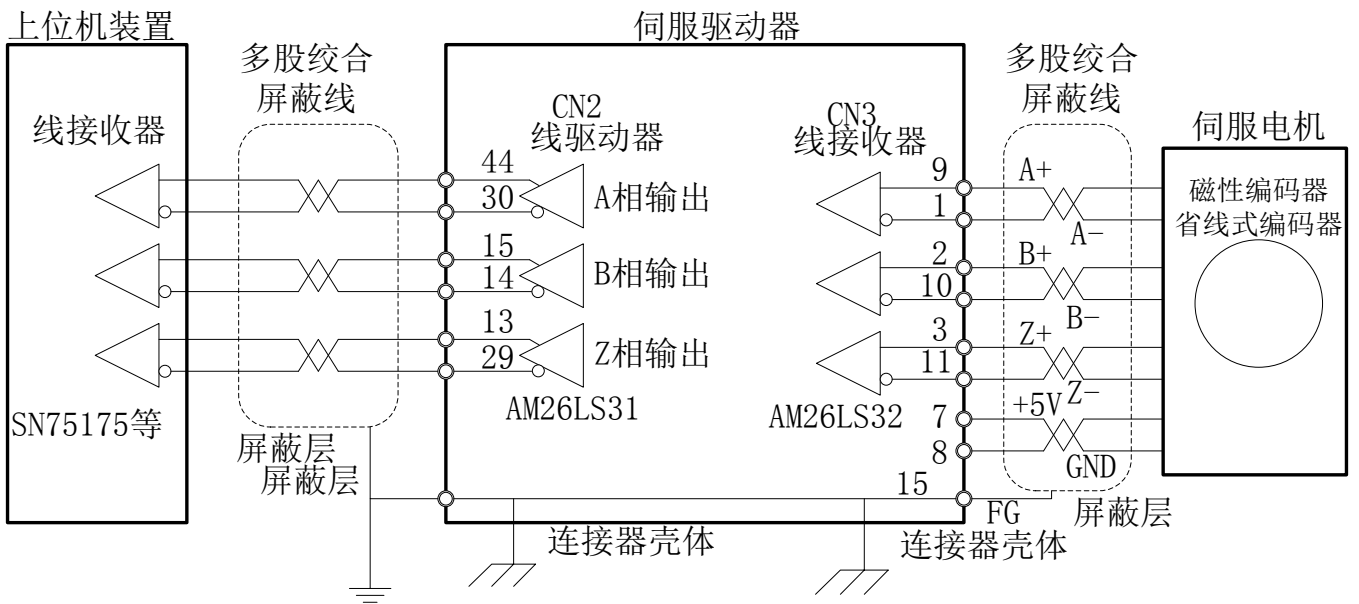 上位机装置
伺服驱动器
多股绞合
屏蔽线
多股绞合
屏蔽线
线接收器
CN2
线驱动器
CN3
线接收器
伺服电机
磁性编码器
省线式编码器
44
30
A相输出
9
1
A+
A-
15
14
B相输出
2
10
B+
B-
13
29
Z相输出
3
11
Z+
Z-
SN75175等
AM26LS31
AM26LS32
7
8
+5V
GND
屏蔽层
屏蔽层
15
FG
屏蔽层
连接器壳体
连接器壳体